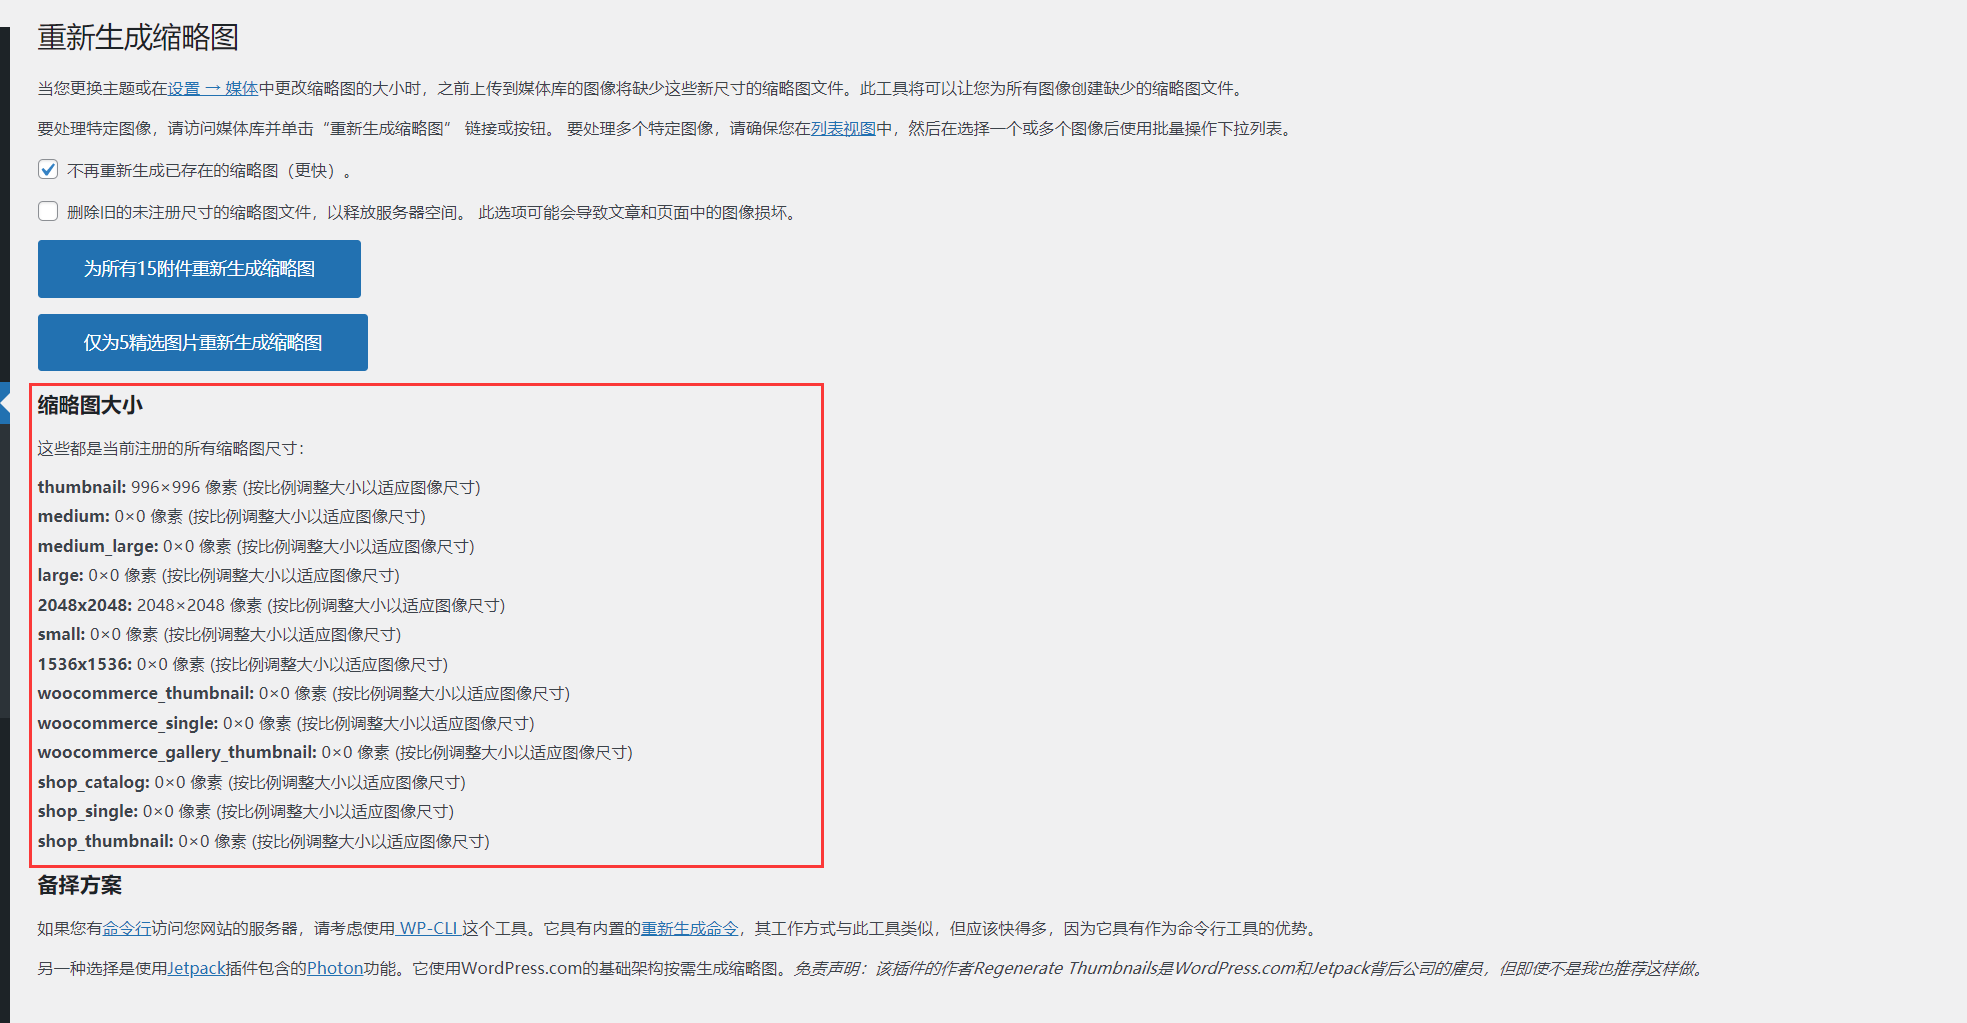 重新生成缩略图
当您更换主题或在设置 → 媒体中更改缩略图的大小时，之前上传到媒体库的图像将缺少这些新尺寸的缩略图文件。此工具将可以让您为所有图像创建缺少的缩略图文件。
要处理特定图像，请访问媒体库并单击“重新生成缩略图” 链接或按钮。 要处理多个特定图像，请确保您在列表视图中，然后在选择一个或多个图像后使用批量操作下拉列表。
不再重新生成已存在的缩略图（更快）。
删除旧的未注册尺寸的缩略图文件，以释放服务器空间。 此选项可能会导致文章和页面中的图像损坏。
为所有15附件重新生成缩略图
仅为5精选图片重新生成缩略图
缩略图大小
这些都是当前注册的所有缩略图尺寸：
thumbnail: 996×996 像素 (按比例调整大小以适应图像尺寸)
medium: 0×0 像素 (按比例调整大小以适应图像尺寸)
medium_large: 0×0 像素 (按比例调整大小以适应图像尺寸)
large: 0×0 像素 (按比例调整大小以适应图像尺寸)
2048x2048: 2048×2048 像素 (按比例调整大小以适应图像尺寸)
small: 0×0 像素 (按比例调整大小以适应图像尺寸)
1536x1536: 0×0 像素 (按比例调整大小以适应图像尺寸)
woocommerce_thumbnail: 0×0 像素 (按比例调整大小以适应图像尺寸)
woocommerce_single: 0×0 像素 (按比例调整大小以适应图像尺寸)
woocommerce_gallery_thumbnail: 0×0 像素 (按比例调整大小以适应图像尺寸)
shop_catalog: 0×0 像素 (按比例调整大小以适应图像尺寸)
shop_single: 0×0 像素 (按比例调整大小以适应图像尺寸)
shop_thumbnail: 0×0 像素 (按比例调整大小以适应图像尺寸)
备择方案
如果您有命令行访问您网站的服务器，请考虑使用 WP-CLI 这个工具。它具有内置的重新生成命令，其工作方式与此工具类似，但应该快得多，因为它具有作为命令行工具的优势。
另一种选择是使用Jetpack插件包含的Photon功能。它使用WordPress.com的基础架构按需生成缩略图。免责声明：该插件的作者Regenerate Thumbnails是WordPress.com和Jetpack背后公司的雇员，但即使不是我也推荐这样做。